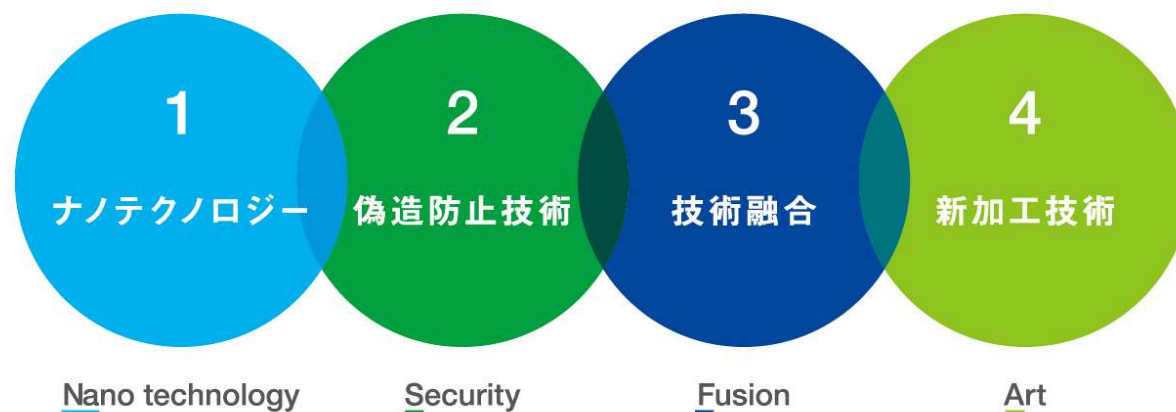 1
ナノテクノロジー
Nano technology
2
偽造防止技術
Security
3
技術融合
Fusion
4
新加工技術
Art